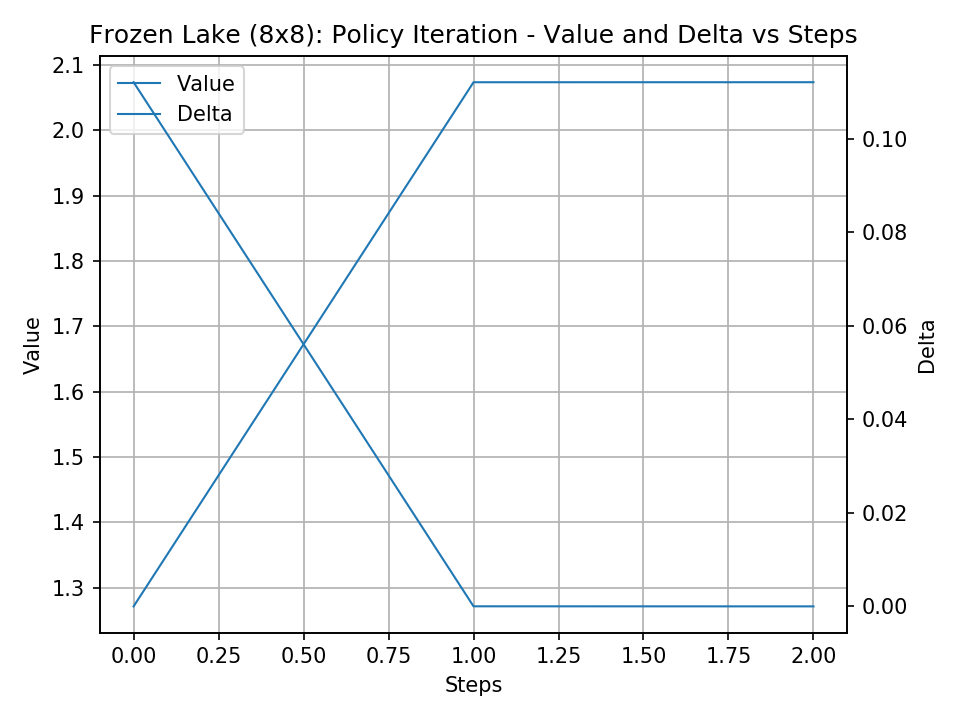 Frozen Lake (8x8): Policy Iteration - Value and Delta vs Steps
Value
Delta
2.1
2.0
1.9
1.8
1.7
1.6
1.5
1.4
1.3
Value
0.10
0.08
0.06
0.04
0.02
0.00
Delta
0.00 0.25 0.50 0.75 1.00 1.25 1.50 1.75 2.00
Steps